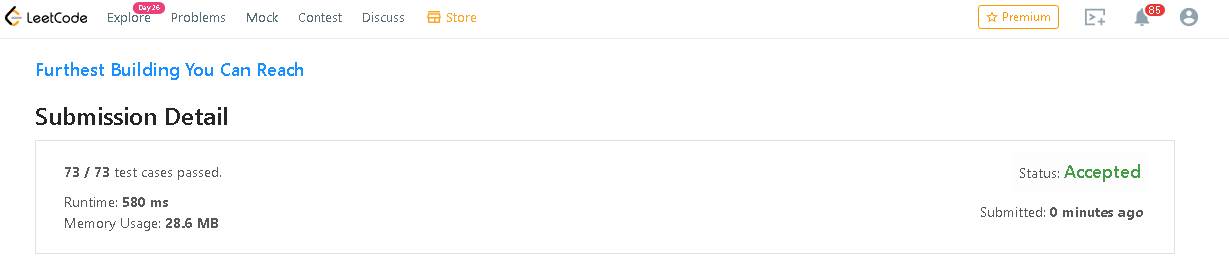 LeetCode Explore Day 26 Problems Mock Contest Discuss Store Premium 85
Furthest Building You Can Reach
Submission Detail
73 / 73 test cases passed. Status: Accepted
Runtime: 580 ms
Memory Usage: 28.6 MB Submitted: 0 minutes ago